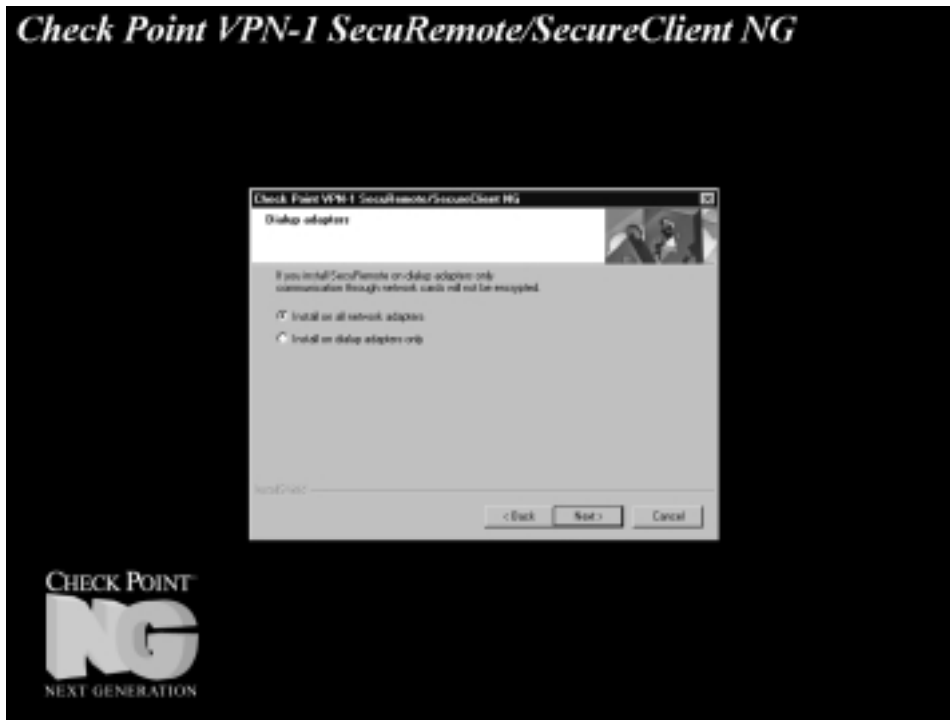 Check Point VPN-1 SecuRemote/SecureClient NG
Check Point VPN-1 SecuRemote/SecureClient NG
Dialup adapters
If you install SecuRemote on dialup adapters only
communication through network cards will not be encrypted.
Install on all network adapters
Install on dialup adapters only
InstallShield
< Back
Next >
Cancel
CHECK POINT
NG
NEXT GENERATION